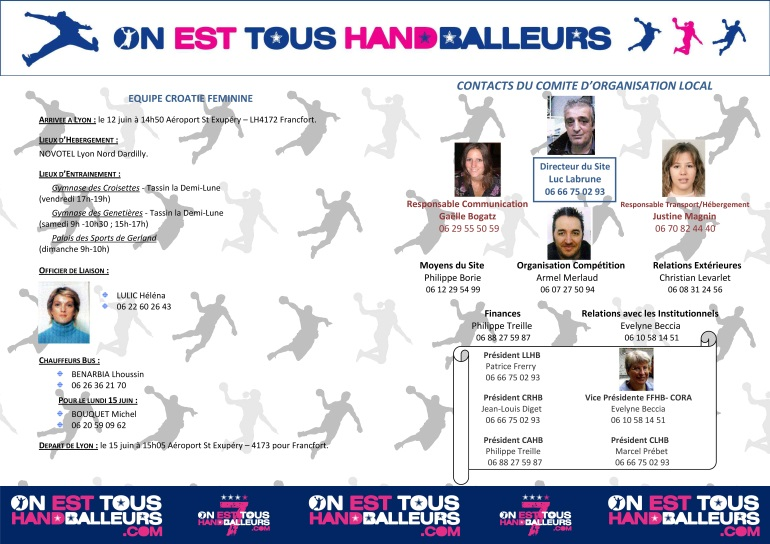 ON EST TOUS HANDBALLEURS
EQUIPE CROATIE FEMININE
ARRIVEE A LYON : le 12 juin à 14h50 Aéroport St Exupéry – LH4172 Francfort.
LIEUX D'HEBERGEMENT :
NOVOTEL Lyon Nord Dardilly.
LIEUX D'ENTRAINEMENT :
Gymnase des Croisettes - Tassin la Demi-Lune
(vendredi 17h-19h)
Gymnase des Genetières - Tassin la Demi-Lune
(samedi 9h -10h30 ; 15h-17h)
Palais des Sports de Gerland
(dimanche 9h-10h)
OFFICIER DE LIAISON :
LULIC Héléna
06 22 60 26 43
CHAUFFEURS BUS :
BENARBIA Lhoussin
06 26 36 21 70
POUR LE LUNDI 15 JUIN :
BOUQUET Michel
06 20 59 09 62
DEPART DE LYON : le 15 juin à 15h05 Aéroport St Exupéry – 4173 pour Francfort.
CONTACTS DU COMITE D'ORGANISATION LOCAL
Directeur du Site
Luc Labrune
06 66 75 02 93
Responsable Communication
Gaëlle Bogatz
06 29 55 50 59
Responsable Transport/Hébergement
Justine Magnin
06 70 82 44 40
Moyens du Site
Philippe Borie
06 12 29 54 99
Organisation Compétition
Armel Merlaud
06 07 27 50 94
Relations Extérieures
Christian Levarlet
06 08 31 24 56
Finances
Philippe Treille
06 88 27 59 87
Relations avec les Institutionnels
Evelyne Beccia
06 10 58 14 51
Président LLHB
Patrice Frerry
06 66 75 02 93
Président CRHB
Jean-Louis Diget
06 66 75 02 93
Vice Présidente FFHB- CORA
Evelyne Beccia
06 10 58 14 51
Président CAHB
Philippe Treille
06 88 27 59 87
Président CLHB
Marcel Prébet
06 66 75 02 93
ON EST TOUS
HANDBALLEURS
.COM
7
ON EST TOUS
HANDBALLEURS
.COM
ON EST TOUS
HANDBALLEURS
.COM
7
ON EST TOUS
HANDBALLEURS
.COM
ON EST TOUS
HANDBALLEURS
.COM